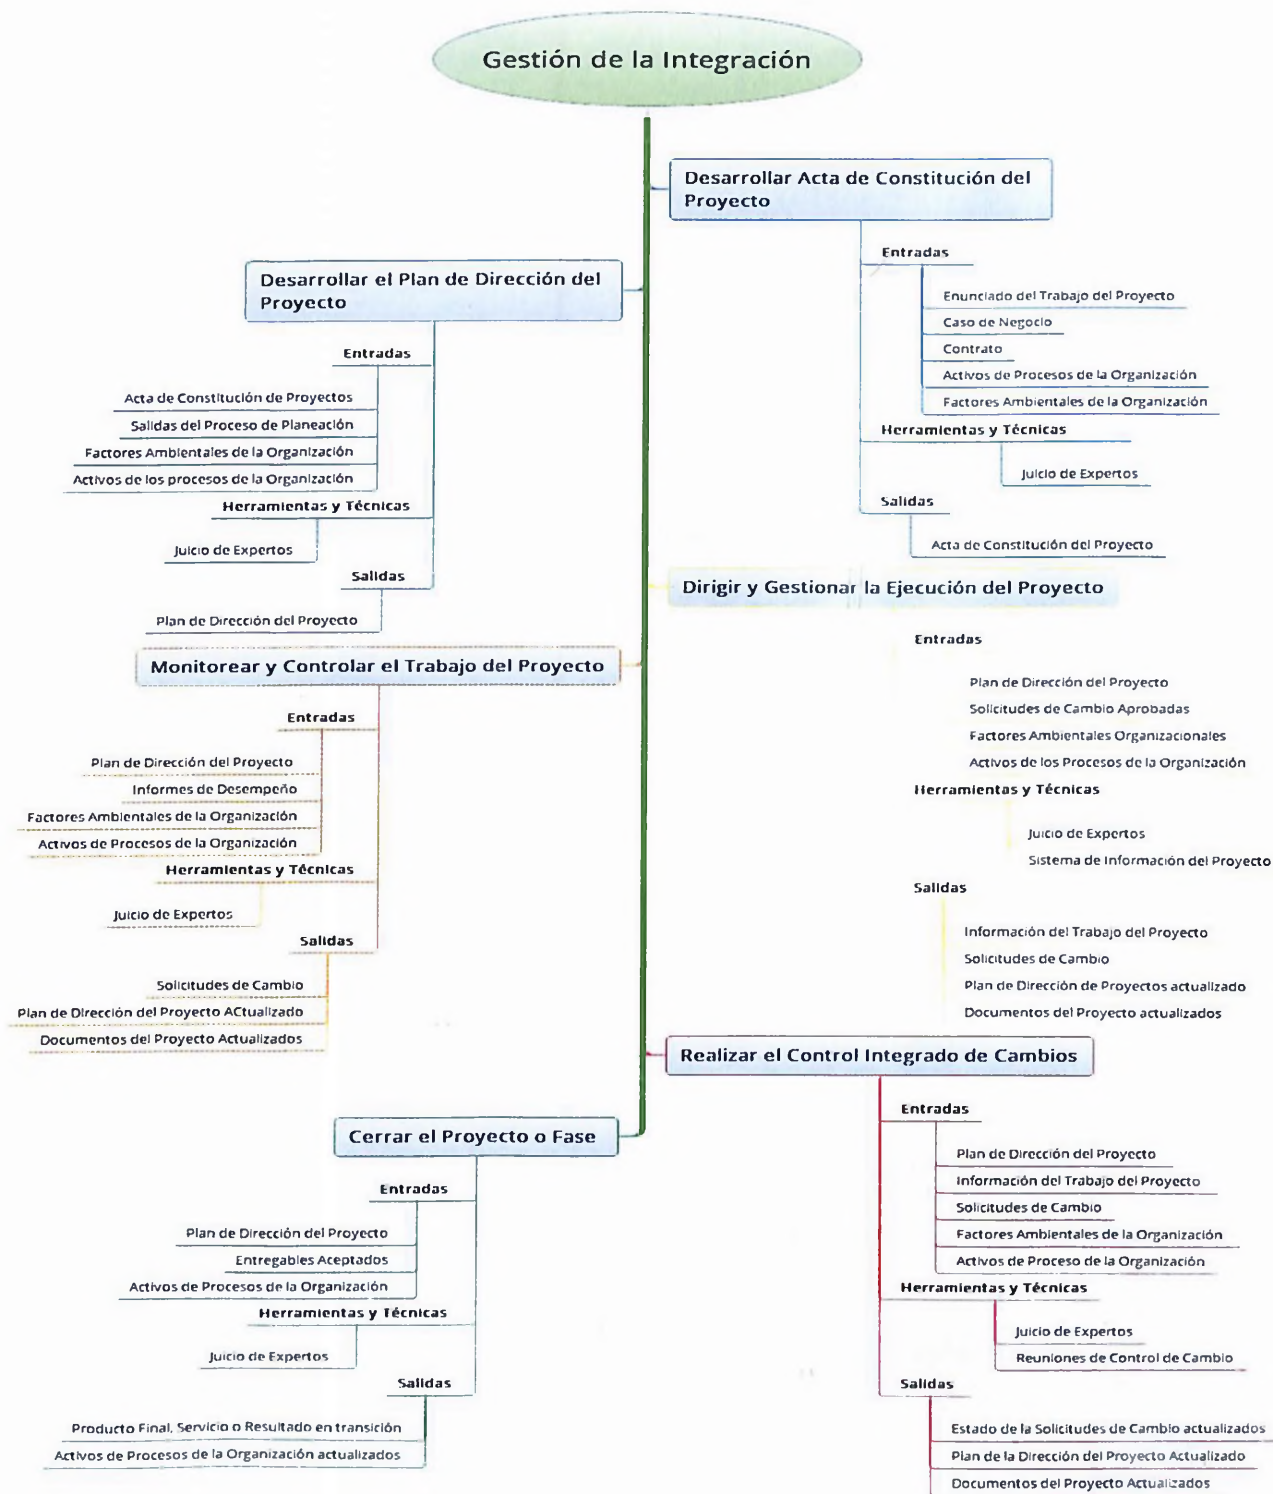 Gestión de la Integración
Desarrollar Acta de Constitución del
Proyecto
Entradas
Enunciado del Trabajo del Proyecto
Caso de Negocio
Contrato
Activos de Procesos de la Organización
Factores Ambientales de la Organización
Herramientas y Técnicas
Juicio de Expertos
Salidas
Acta de Constitución del Proyecto
Desarrollar el Plan de Dirección del
Proyecto
Entradas
Acta de Constitución de Proyectos
Salidas del Proceso de Planeación
Factores Ambientales de la Organización
Activos de los procesos de la Organización
Herramientas y Técnicas
Juicio de Expertos
Salidas
Plan de Dirección del Proyecto
Dirigir y Gestionar la Ejecución del Proyecto
Entradas
Plan de Dirección del Proyecto
Solicitudes de Cambio Aprobadas
Factores Ambientales Organizacionales
Activos de los Procesos de la Organización
Herramientas y Técnicas
Juicio de Expertos
Sistema de Información del Proyecto
Salidas
Información del Trabajo del Proyecto
Solicitudes de Cambio
Plan de Dirección de Proyectos actualizado
Documentos del Proyecto actualizados
Monitorear y Controlar el Trabajo del Proyecto
Entradas
Plan de Dirección del Proyecto
Informes de Desempeño
Factores Ambientales de la Organización
Activos de Procesos de la Organización
Herramientas y Técnicas
Juicio de Expertos
Salidas
Solicitudes de Cambio
Plan de Dirección del Proyecto ACtualizado
Documentos del Proyecto Actualizados
Realizar el Control Integrado de Cambios
Entradas
Plan de Dirección del Proyecto
Información del Trabajo del Proyecto
Solicitudes de Cambio
Factores Ambientales de la Organización
Activos de Proceso de la Organización
Herramientas y Técnicas
Juicio de Expertos
Reuniones de Control de Cambio
Salidas
Estado de la Solicitudes de Cambio actualizados
Plan de la Dirección del Proyecto Actualizado
Documentos del Proyecto Actualizados
Cerrar el Proyecto o Fase
Entradas
Plan de Dirección del Proyecto
Entregables Aceptados
Activos de Procesos de la Organización
Herramientas y Técnicas
Juicio de Expertos
Salidas
Producto Final, Servicio o Resultado en transición
Activos de Procesos de la Organización actualizados